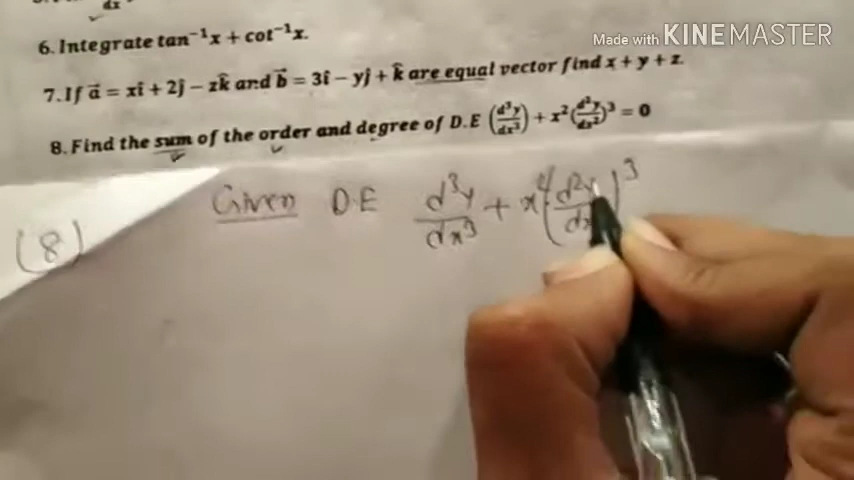 dx
Made with KINEMASTER
6. Integrate tan⁻¹x + cot⁻¹x.
7. If a⃗ = xî + 2ĵ − zk̂ and b⃗ = 3î − yĵ + k̂ are equal vector find x + y + z.
8. Find the sum of the order and degree of D.E (d³y/dx³) + x²(d²y/dx²)³ = 0
(8) Given D.E d³y/dx³ + x²(d²y/dx)³